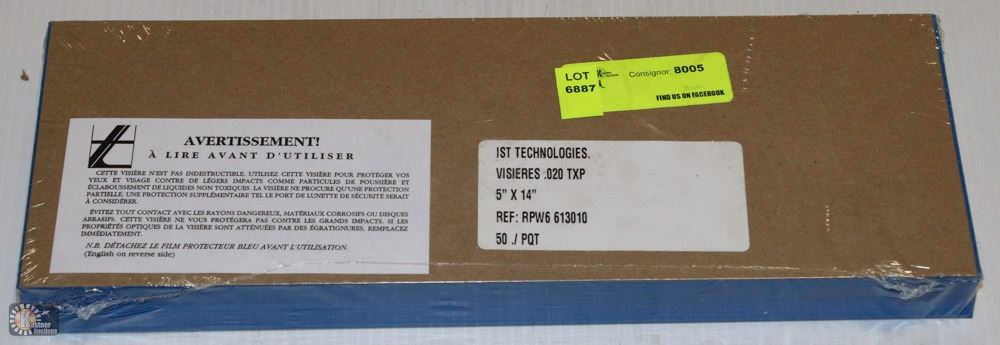 LOT
6887
Consignor: 8005
FIND US ON FACEBOOK
AVERTISSEMENT!
À LIRE AVANT D'UTILISER
CETTE VISIÈRE N'EST PAS INDESTRUCTIBLE. UTILISEZ CETTE VISIÈRE POUR PROTÉGER VOS
YEUX ET VISAGE CONTRE DE LÉGERS IMPACTS COMME PARTICULES DE POUSSIÈRE ET
ÉCLABOUSSEMENT DE LIQUIDES NON TOXIQUES. LA VISIÈRE NE PROCURE QU'UNE PROTECTION
PARTIELLE. UNE PROTECTION SUPPLÉMENTAIRE TEL LE PORT DE LUNETTE DE SÉCURITÉ SERAIT
À CONSIDÉRER.
ÉVITEZ TOUT CONTACT AVEC LES RAYONS DANGEREUX, MATÉRIAUX CORROSIFS OU DISQUES
ABRASIFS. CETTE VISIÈRE NE VOUS PROTÉGERA PAS CONTRE LES GRANDS IMPACTS. SI LES
PROPRIÉTÉS OPTIQUES DE LA VISIÈRE SONT ATTÉNUÉES PAR DES ÉGRATIGNURES, REMPLACEZ
IMMÉDIATEMENT.
N.B. DÉTACHEZ LE FILM PROTECTEUR BLEU AVANT L'UTILISATION.
(English on reverse side)
IST TECHNOLOGIES.
VISIERES .020 TXP
5" X 14"
REF: RPW6 613010
50 ./ PQT
Kastner
Auctions